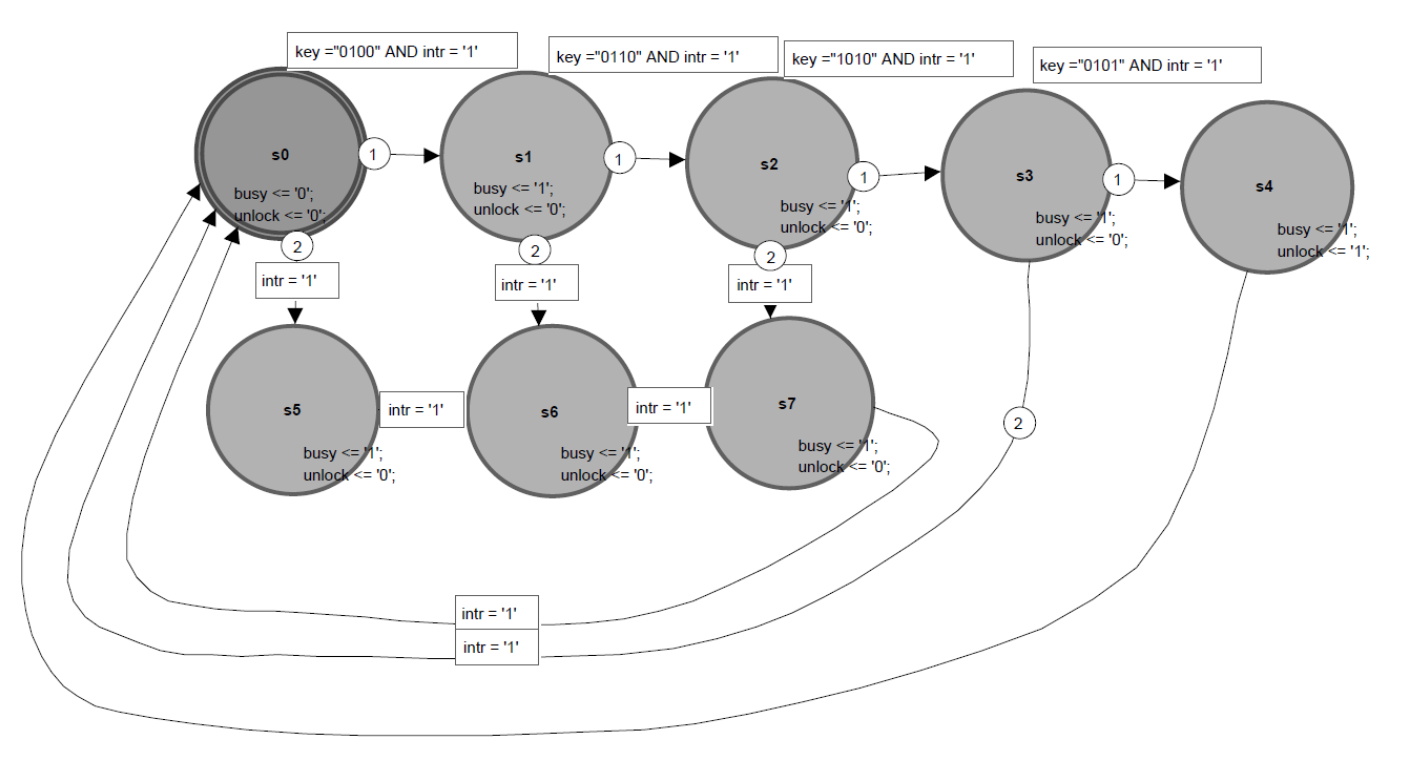 key ="0100" AND intr = '1'
key ="0110" AND intr = '1'
key ="1010" AND intr = '1'
key ="0101" AND intr = '1'
s0
busy <= '0';
unlock <= '0';
1
2
s1
busy <= '1';
unlock <= '0';
1
2
s2
busy <= '1';
unlock <= '0';
1
2
s3
busy <= '1';
unlock <= '0';
1
2
s4
busy <= '1';
unlock <= '1';
intr = '1'
intr = '1'
intr = '1'
s5
busy <= '1';
unlock <= '0';
intr = '1'
s6
busy <= '1';
unlock <= '0';
intr = '1'
s7
busy <= '1';
unlock <= '0';
intr = '1'
intr = '1'